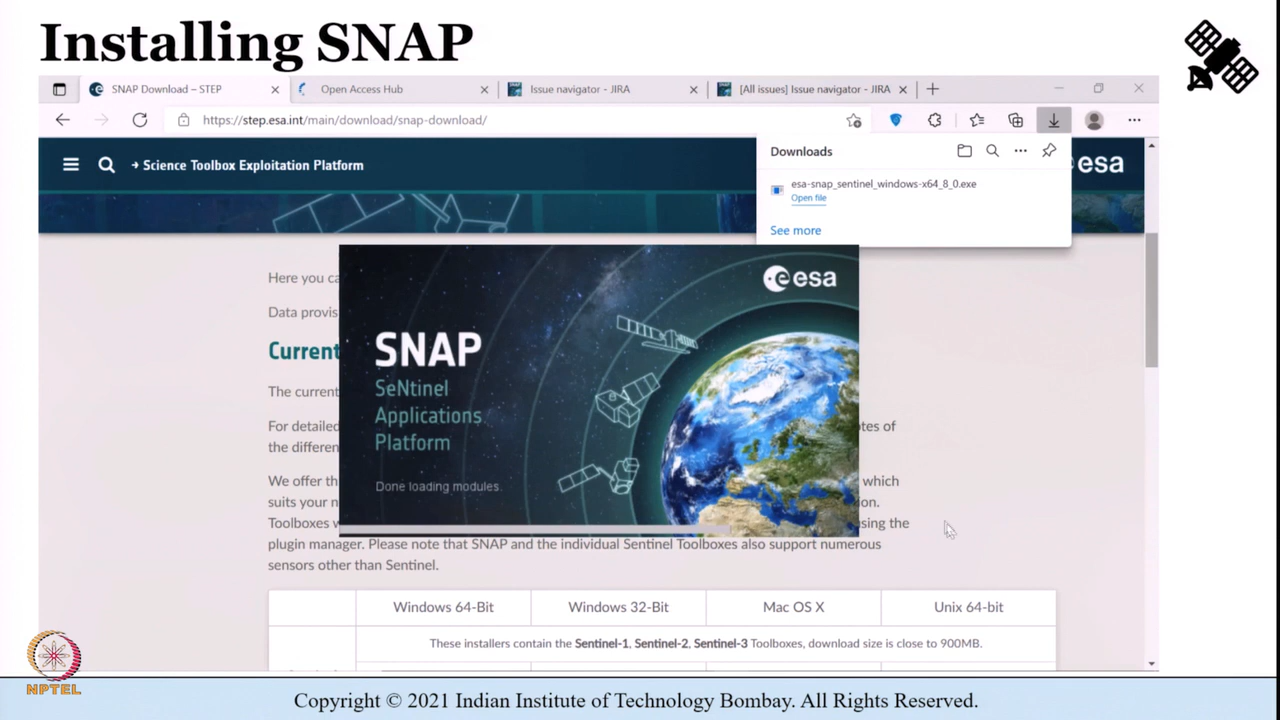 Installing SNAP
SNAP Download – STEP
Open Access Hub
Issue navigator - JIRA
[All issues] Issue navigator - JIRA
https://step.esa.int/main/download/snap-download/
Science Toolbox Exploitation Platform
esa
Downloads
esa-snap_sentinel_windows-x64_8_0.exe
Open file
See more
Here you ca
Data provis
Current
The current
For detailed
tes of
the differen
We offer th
which
suits your n
ion.
Toolboxes w
using the
esa
SNAP
SeNtinel
Applications
Platform
Done loading modules.
plugin manager. Please note that SNAP and the individual Sentinel Toolboxes also support numerous
sensors other than Sentinel.
Windows 64-Bit
Windows 32-Bit
Mac OS X
Unix 64-bit
These installers contain the Sentinel-1, Sentinel-2, Sentinel-3 Toolboxes, download size is close to 900MB.
NPTEL
Copyright © 2021 Indian Institute of Technology Bombay. All Rights Reserved.